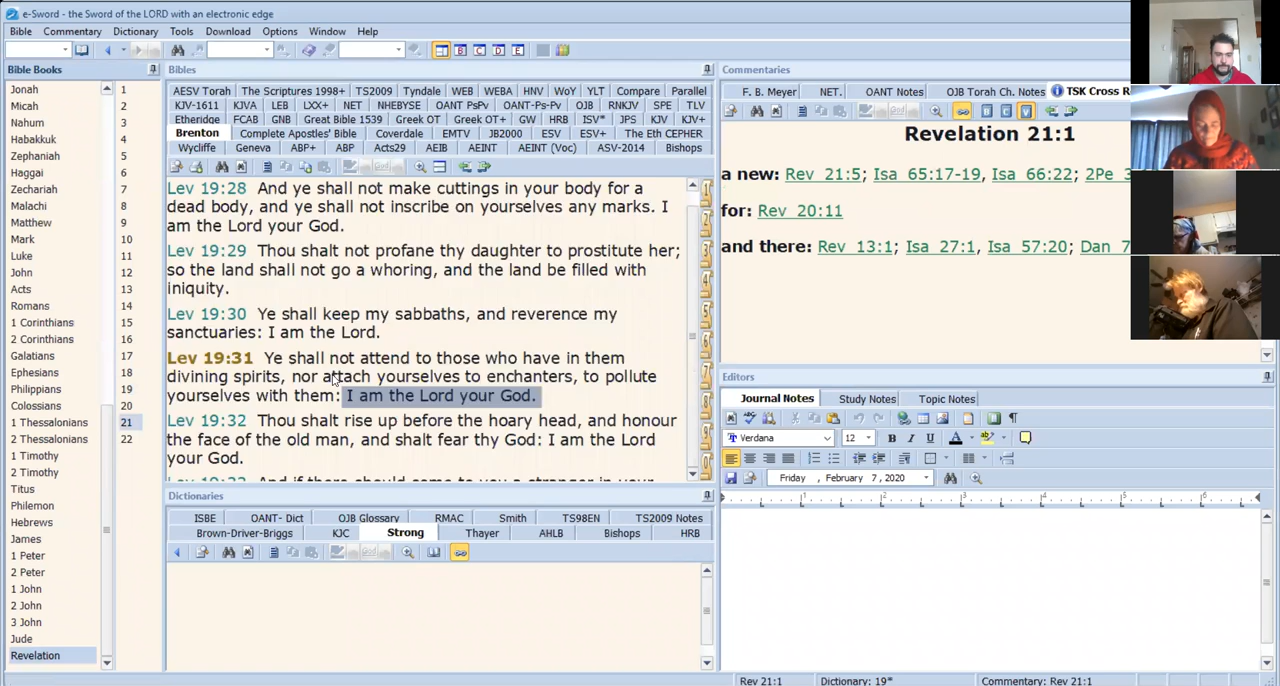 e-Sword - the Sword of the LORD with an electronic edge
Bible Commentary Dictionary Tools Download Options Window Help
Bible Books
Jonah
Micah
Nahum
Habakkuk
Zephaniah
Haggai
Zechariah
Malachi
Matthew
Mark
Luke
John
Acts
Romans
1 Corinthians
2 Corinthians
Galatians
Ephesians
Philippians
Colossians
1 Thessalonians
2 Thessalonians
1 Timothy
2 Timothy
Titus
Philemon
Hebrews
James
1 Peter
2 Peter
1 John
2 John
3 John
Jude
Revelation
1
2
3
4
5
6
7
8
9
10
11
12
13
14
15
16
17
18
19
20
21
22
Bibles
AESV Torah The Scriptures 1998+ TS2009 Tyndale WEB WEBA HNV WoY YLT Compare Parallel
KJV-1611 KJVA LEB LXX+ NET NHEBYSE OANT PsPv OANT-Ps-Pv OJB RNKJV SPE TLV
Etheridge FCAB GNB Great Bible 1539 Greek OT Greek OT+ GW HRB ISV* JPS KJV KJV+
Brenton Complete Apostles' Bible Coverdale EMTV JB2000 ESV ESV+ The Eth CEPHER
Wycliffe Geneva ABP+ ABP Acts29 AEIB AEINT AEINT (Voc) ASV-2014 Bishops
Lev 19:28 And ye shall not make cuttings in your body for a
dead body, and ye shall not inscribe on yourselves any marks. I
am the Lord your God.
Lev 19:29 Thou shalt not profane thy daughter to prostitute her;
so the land shall not go a whoring, and the land be filled with
iniquity.
Lev 19:30 Ye shall keep my sabbaths, and reverence my
sanctuaries: I am the Lord.
Lev 19:31 Ye shall not attend to those who have in them
divining spirits, nor attach yourselves to enchanters, to pollute
yourselves with them: I am the Lord your God.
Lev 19:32 Thou shalt rise up before the hoary head, and honour
the face of the old man, and shalt fear thy God: I am the Lord
your God.
Dictionaries
ISBE OANT- Dict OJB Glossary RMAC Smith TS98EN TS2009 Notes
Brown-Driver-Briggs KJC Strong Thayer AHLB Bishops HRB
Commentaries
F. B. Meyer NET. OANT Notes OJB Torah Ch. Notes TSK Cross R
Revelation 21:1
a new: Rev 21:5; Isa 65:17-19, Isa 66:22; 2Pe 3
for: Rev 20:11
and there: Rev 13:1; Isa 27:1, Isa 57:20; Dan 7
Editors
Journal Notes Study Notes Topic Notes
Verdana 12 B I U A
Friday , February 7, 2020
1 2 3 4 5 6
Rev 21:1 Dictionary: 19* Commentary: Rev 21:1